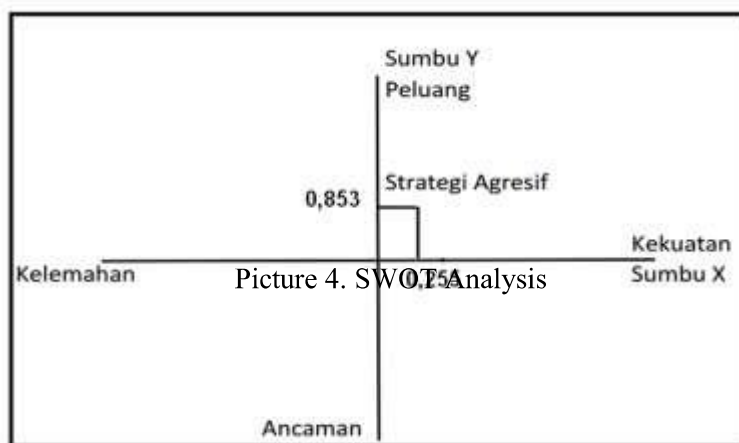 Sumbu Y
Peluang
Strategi Agresif
0,853
Kekuatan
Kelemahan
Picture 4. SWOT Analysis
Sumbu X
Ancaman